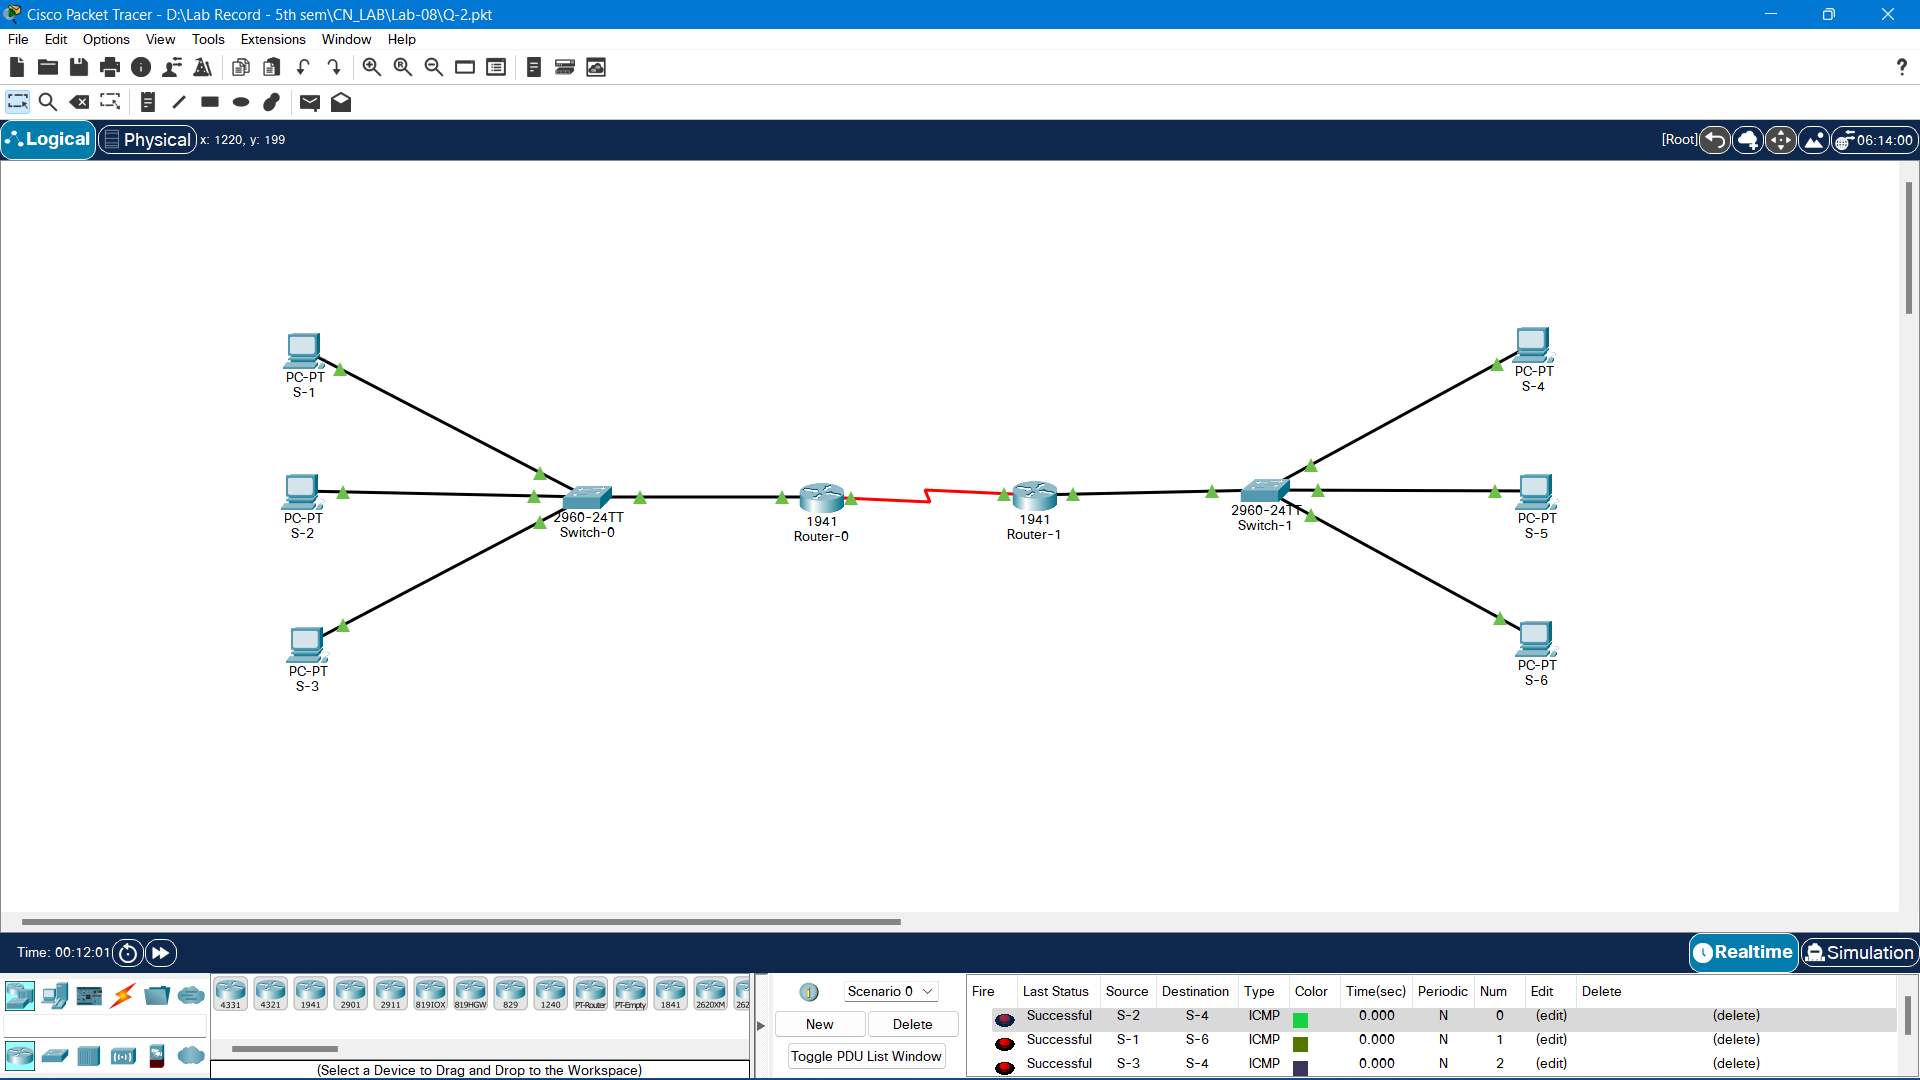 Cisco Packet Tracer - D:\Lab Record - 5th sem\CN_LAB\Lab-08\Q-2.pkt
File Edit Options View Tools Extensions Window Help
?
Logical Physical x: 1220, y: 199 [Root] 06:14:00
PC-PT
S-1
PC-PT
S-2
PC-PT
S-3
2960-24TT
Switch-0
1941
Router-0
1941
Router-1
2960-24TT
Switch-1
PC-PT
S-4
PC-PT
S-5
PC-PT
S-6
Time: 00:12:01 Realtime Simulation
4331 4321 1941 2901 2911 819IOX 819HGW 829 1240 PT-Router PT-Empty 1841 2620XM 262
(Select a Device to Drag and Drop to the Workspace)
Scenario 0
New Delete
Toggle PDU List Window
Fire Last Status Source Destination Type Color Time(sec) Periodic Num Edit Delete
Successful S-2 S-4 ICMP 0.000 N 0 (edit) (delete)
Successful S-1 S-6 ICMP 0.000 N 1 (edit) (delete)
Successful S-3 S-4 ICMP 0.000 N 2 (edit) (delete)